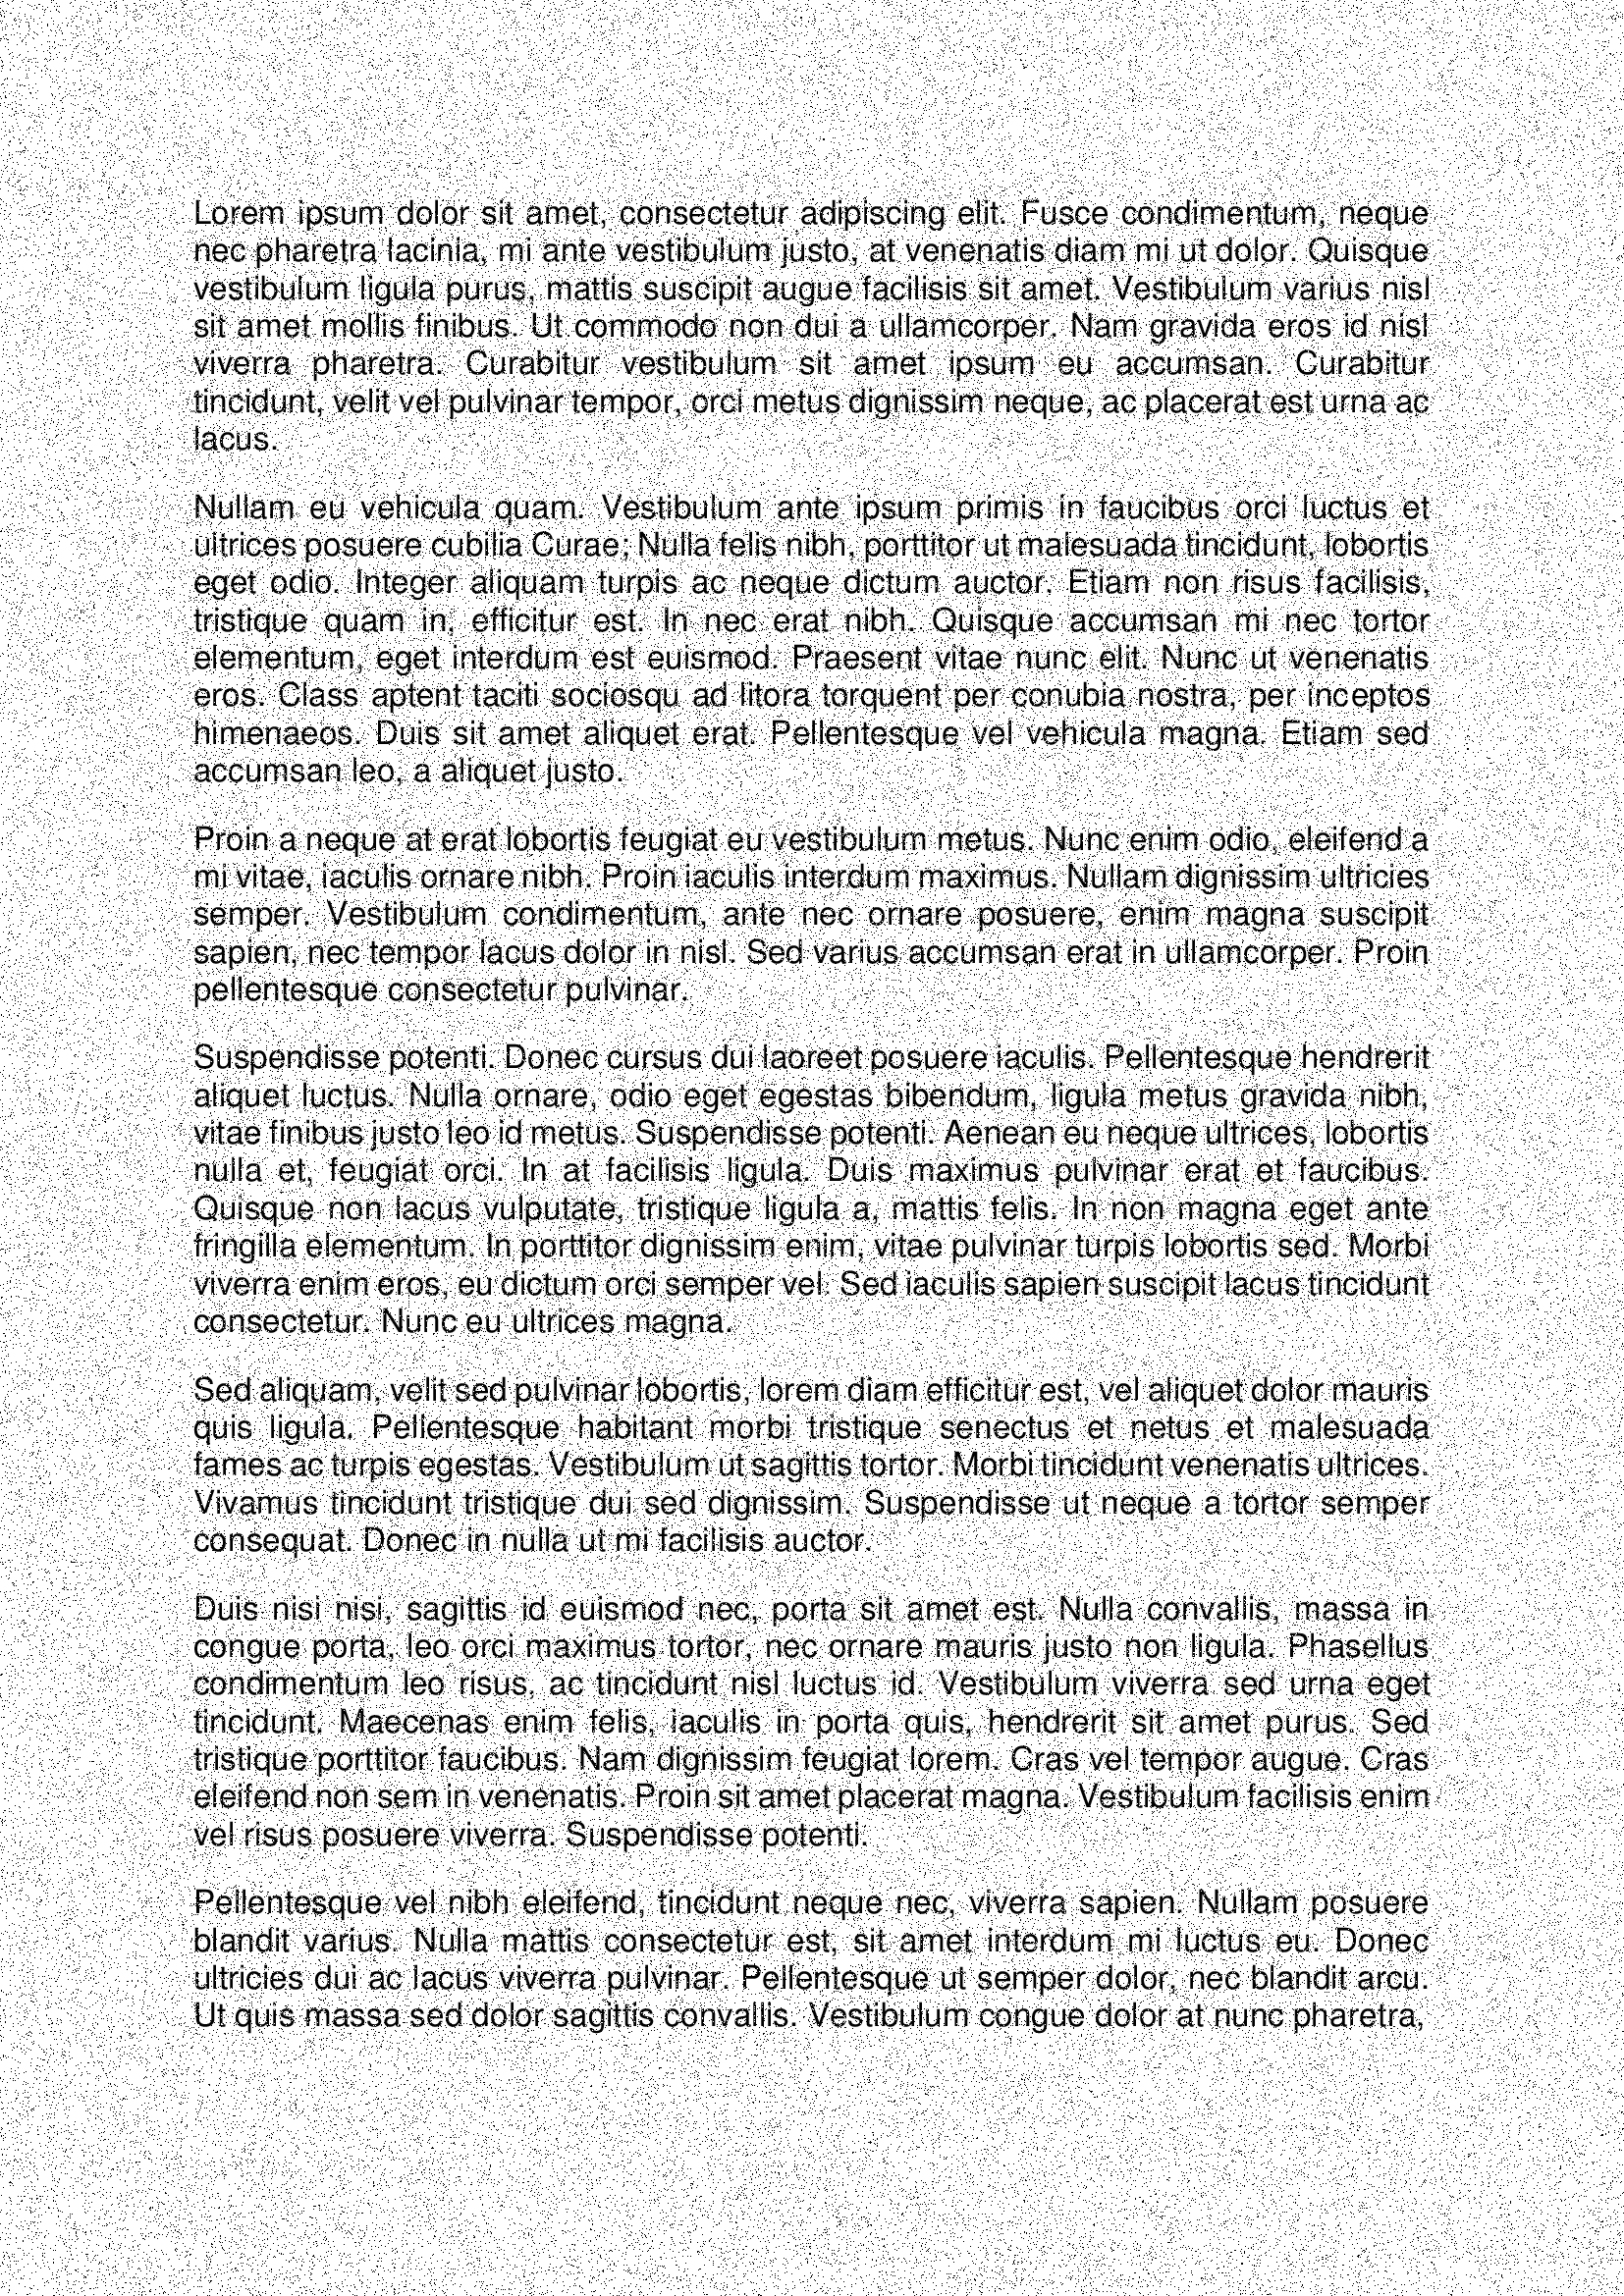 Lorem ipsum dolor sit amet, consectetur adipiscing elit. Fusce condimentum, neque
nec pharetra lacinia, mi ante vestibulum justo, at venenatis diam mi ut dolor. Quisque
vestibulum ligula purus, mattis suscipit augue facilisis sit amet. Vestibulum varius nisl
sit amet mollis finibus. Ut commodo non dui a ullamcorper. Nam gravida eros id nisl
viverra pharetra. Curabitur vestibulum sit amet ipsum eu accumsan. Curabitur
tincidunt, velit vel pulvinar tempor, orci metus dignissim neque, ac placerat est urna ac
lacus.
Nullam eu vehicula quam. Vestibulum ante ipsum primis in faucibus orci luctus et
ultrices posuere cubilia Curae; Nulla felis nibh, porttitor ut malesuada tincidunt, lobortis
eget odio. Integer aliquam turpis ac neque dictum auctor. Etiam non risus facilisis,
tristique quam in, efficitur est. In nec erat nibh. Quisque accumsan mi nec tortor
elementum, eget interdum est euismod. Praesent vitae nunc elit. Nunc ut venenatis
eros. Class aptent taciti sociosqu ad litora torquent per conubia nostra, per inceptos
himenaeos. Duis sit amet aliquet erat. Pellentesque vel vehicula magna. Etiam sed
accumsan leo, a aliquet justo.
Proin a neque at erat lobortis feugiat eu vestibulum metus. Nunc enim odio, eleifend a
mi vitae, iaculis ornare nibh. Proin iaculis interdum maximus. Nullam dignissim ultricies
semper. Vestibulum condimentum, ante nec ornare posuere, enim magna suscipit
sapien, nec tempor lacus dolor in nisl. Sed varius accumsan erat in ullamcorper. Proin
pellentesque consectetur pulvinar.
Suspendisse potenti. Donec cursus dui laoreet posuere iaculis. Pellentesque hendrerit
aliquet luctus. Nulla ornare, odio eget egestas bibendum, ligula metus gravida nibh,
vitae finibus justo leo id metus. Suspendisse potenti. Aenean eu neque ultrices, lobortis
nulla et, feugiat orci. In at facilisis ligula. Duis maximus pulvinar erat et faucibus.
Quisque non lacus vulputate, tristique ligula a, mattis felis. In non magna eget ante
fringilla elementum. In porttitor dignissim enim, vitae pulvinar turpis lobortis sed. Morbi
viverra enim eros, eu dictum orci semper vel. Sed iaculis sapien suscipit lacus tincidunt
consectetur. Nunc eu ultrices magna.
Sed aliquam, velit sed pulvinar lobortis, lorem diam efficitur est, vel aliquet dolor mauris
quis ligula. Pellentesque habitant morbi tristique senectus et netus et malesuada
fames ac turpis egestas. Vestibulum ut sagittis tortor. Morbi tincidunt venenatis ultrices.
Vivamus tincidunt tristique dui sed dignissim. Suspendisse ut neque a tortor semper
consequat. Donec in nulla ut mi facilisis auctor.
Duis nisi nisi, sagittis id euismod nec, porta sit amet est. Nulla convallis, massa in
congue porta, leo orci maximus tortor, nec ornare mauris justo non ligula. Phasellus
condimentum leo risus, ac tincidunt nisl luctus id. Vestibulum viverra sed urna eget
tincidunt. Maecenas enim felis, iaculis in porta quis, hendrerit sit amet purus. Sed
tristique porttitor faucibus. Nam dignissim feugiat lorem. Cras vel tempor augue. Cras
eleifend non sem in venenatis. Proin sit amet placerat magna. Vestibulum facilisis enim
vel risus posuere viverra. Suspendisse potenti.
Pellentesque vel nibh eleifend, tincidunt neque nec, viverra sapien. Nullam posuere
blandit varius. Nulla mattis consectetur est, sit amet interdum mi luctus eu. Donec
ultricies dui ac lacus viverra pulvinar. Pellentesque ut semper dolor, nec blandit arcu.
Ut quis massa sed dolor sagittis convallis. Vestibulum congue dolor at nunc pharetra,